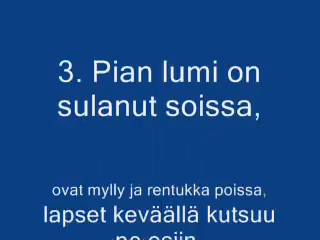 3. Pian lumi on
sulanut soissa,
ovat mylly ja rentukka poissa,
lapset keväällä kutsuu